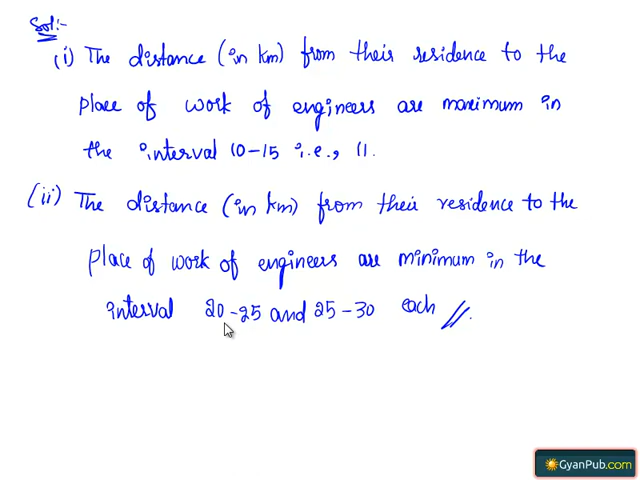 Sol:-
(i) The distance (in km) from their residence to the
place of work of engineers are maximum in
the interval 10-15 i.e., 11.
(ii) The distance (in km) from their residence to the
place of work of engineers are minimum in the
interval 20-25 and 25-30 each //.
GyanPub.com